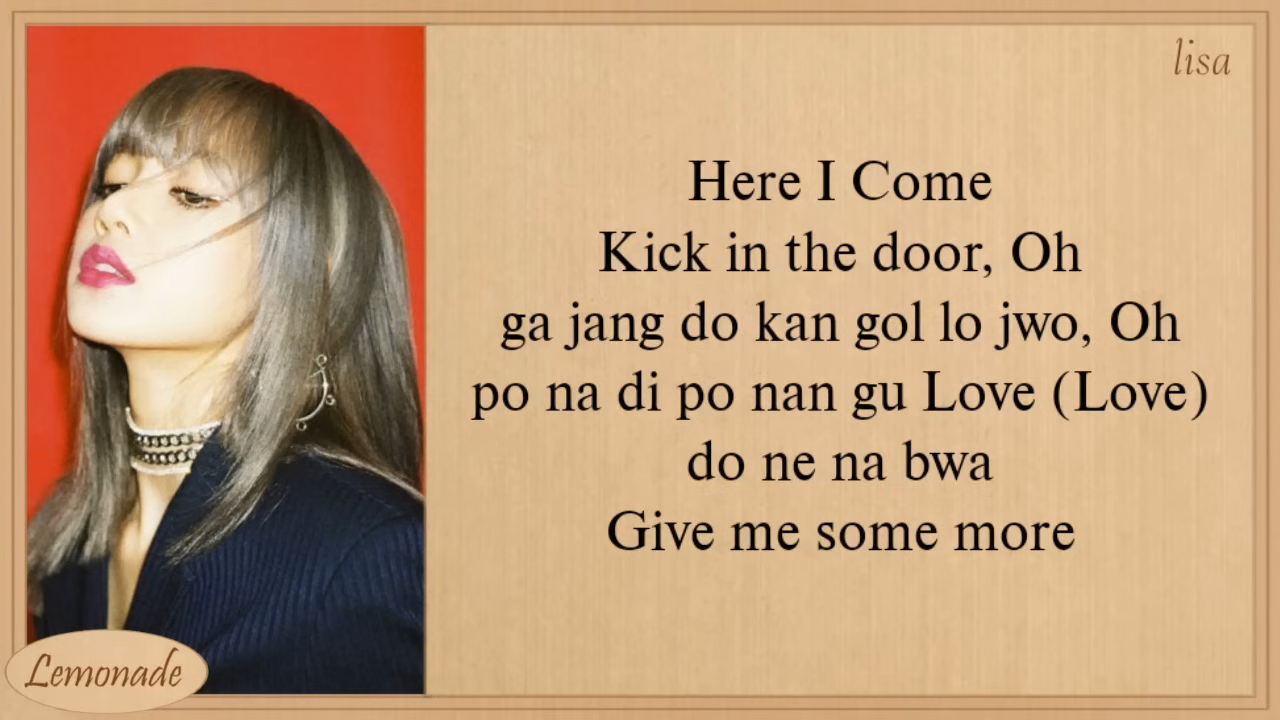 lisa
Here I Come
Kick in the door, Oh
ga jang do kan gol lo jwo, Oh
po na di po nan gu Love (Love)
do ne na bwa
Give me some more
Lemonade